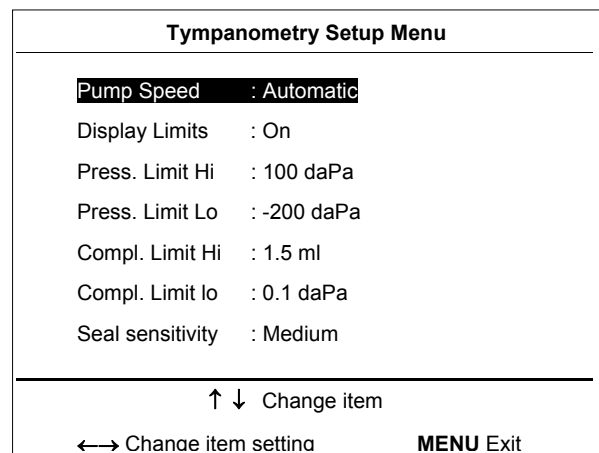 Tympanometry Setup Menu
Pump Speed : Automatic
Display Limits : On
Press. Limit Hi : 100 daPa
Press. Limit Lo : -200 daPa
Compl. Limit Hi : 1.5 ml
Compl. Limit lo : 0.1 daPa
Seal sensitivity : Medium
↑ ↓ Change item
←→ Change item setting MENU Exit